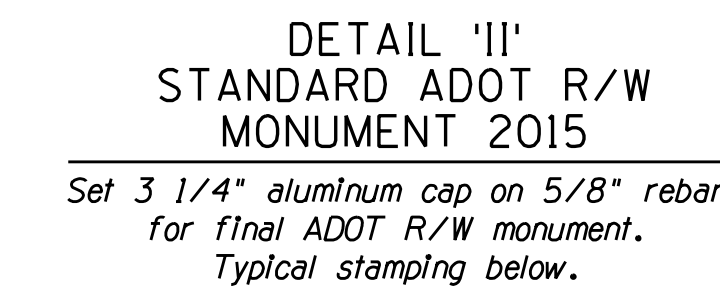 DETAIL 'II'
STANDARD ADOT R/W
MONUMENT 2015
Set 3 1/4" aluminum cap on 5/8" rebar
for final ADOT R/W monument.
Typical stamping below.